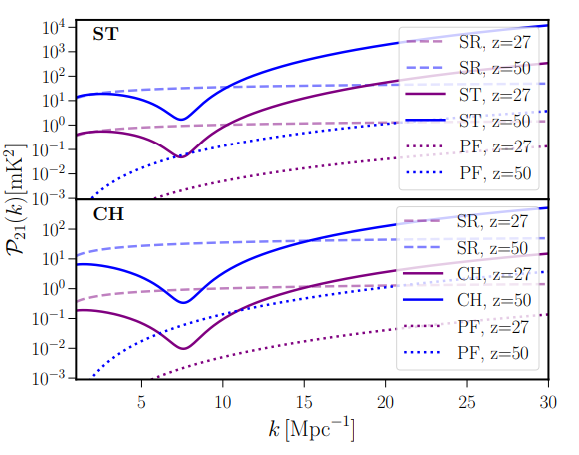 ST
10^4
10^3
10^2
10^1
10^0
10^-1
10^-2
10^-3
SR, z=27
SR, z=50
ST, z=27
ST, z=50
PF, z=27
PF, z=50
P_21(k)[mK^2]
CH
10^2
10^1
10^0
10^-1
10^-2
10^-3
SR, z=27
SR, z=50
CH, z=27
CH, z=50
PF, z=27
PF, z=50
5 10 15 20 25 30
k [Mpc^-1]